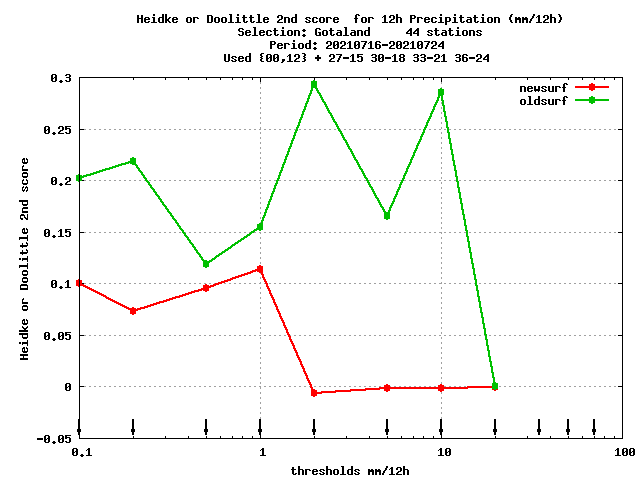 Heidke or Doolittle 2nd score  for 12h Precipitation (mm/12h)
Selection: Gotaland     44 stations
Period: 20210716-20210724
Used {00,12} + 27-15 30-18 33-21 36-24
newsurf
oldsurf
Heidke or Doolittle 2nd score
0.3
0.25
0.2
0.15
0.1
0.05
0
-0.05
0.1 1 10 100
thresholds mm/12h